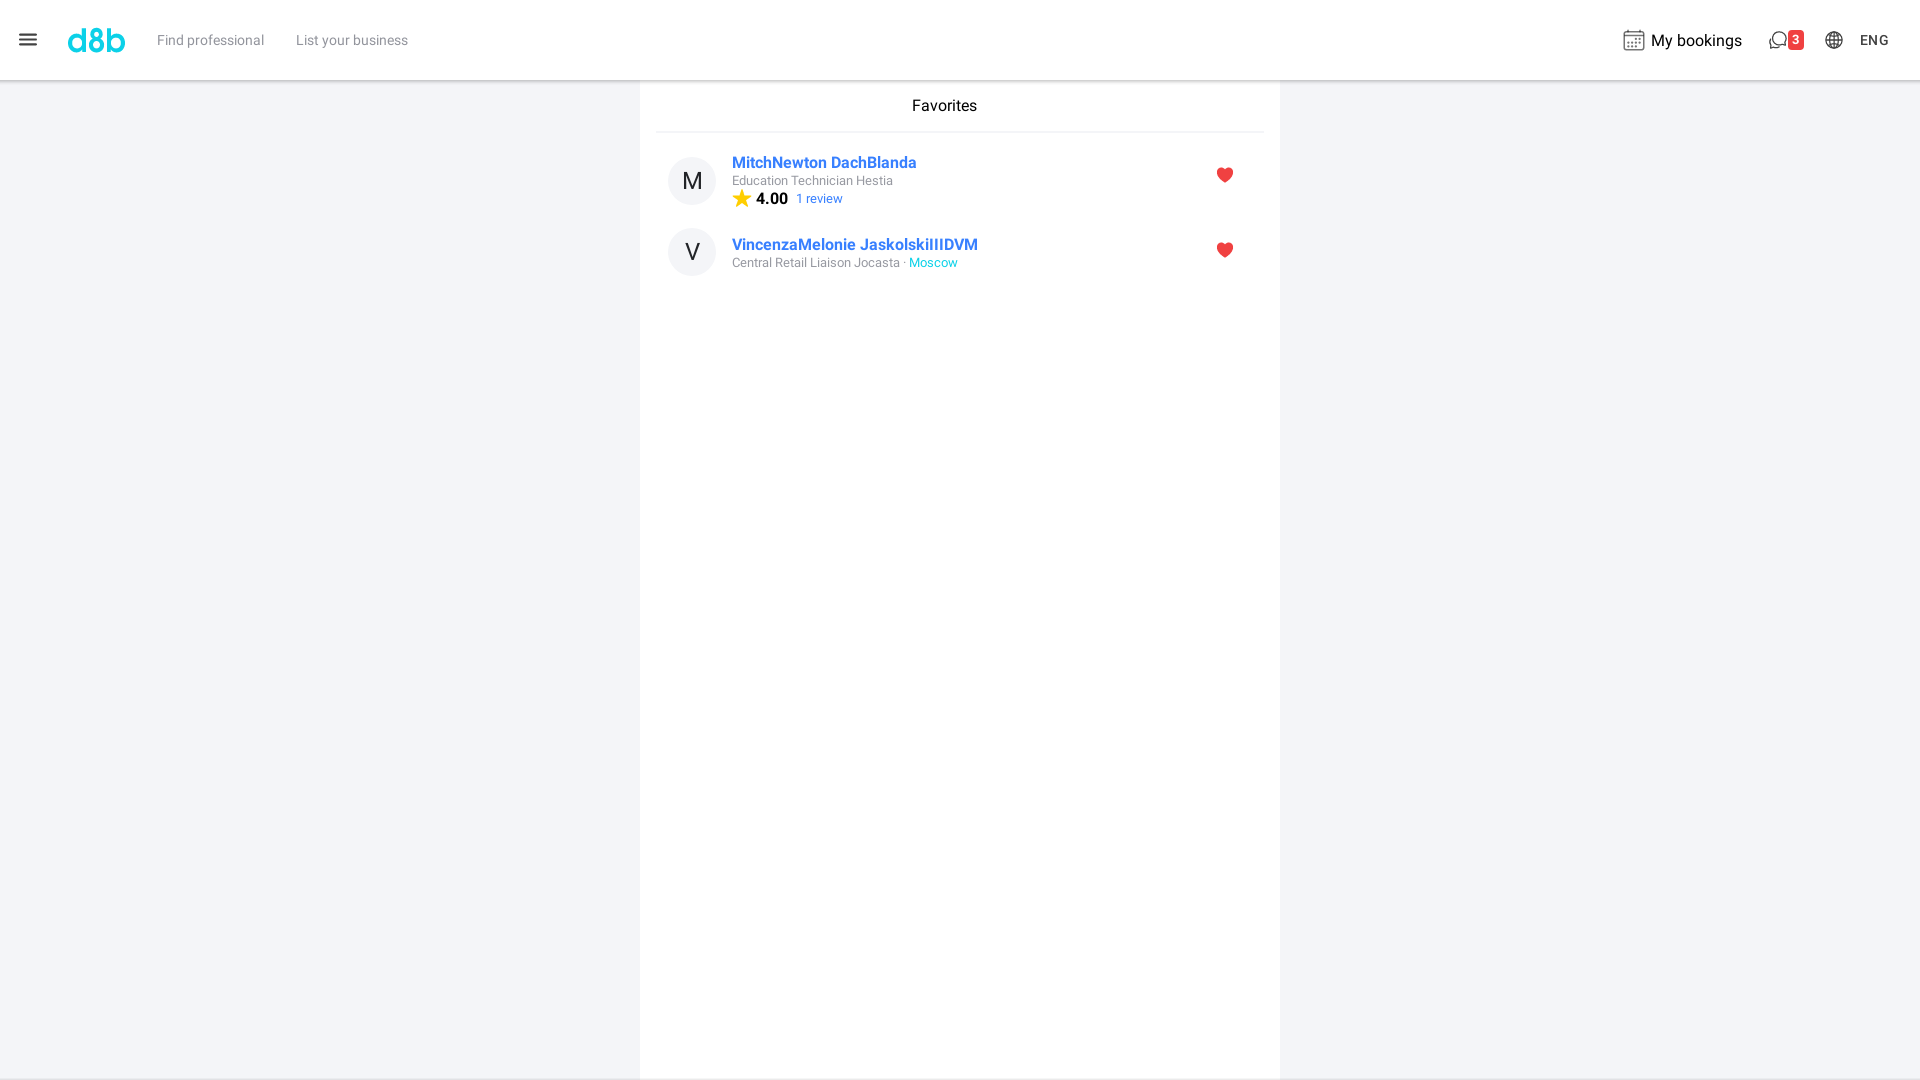 d8b
Find professional
List your business
My bookings
3
ENG
Favorites
M
MitchNewton DachBlanda
Education Technician Hestia
4.00 1 review
V
VincenzaMelonie JaskolskiIIIDVM
Central Retail Liaison Jocasta · Moscow